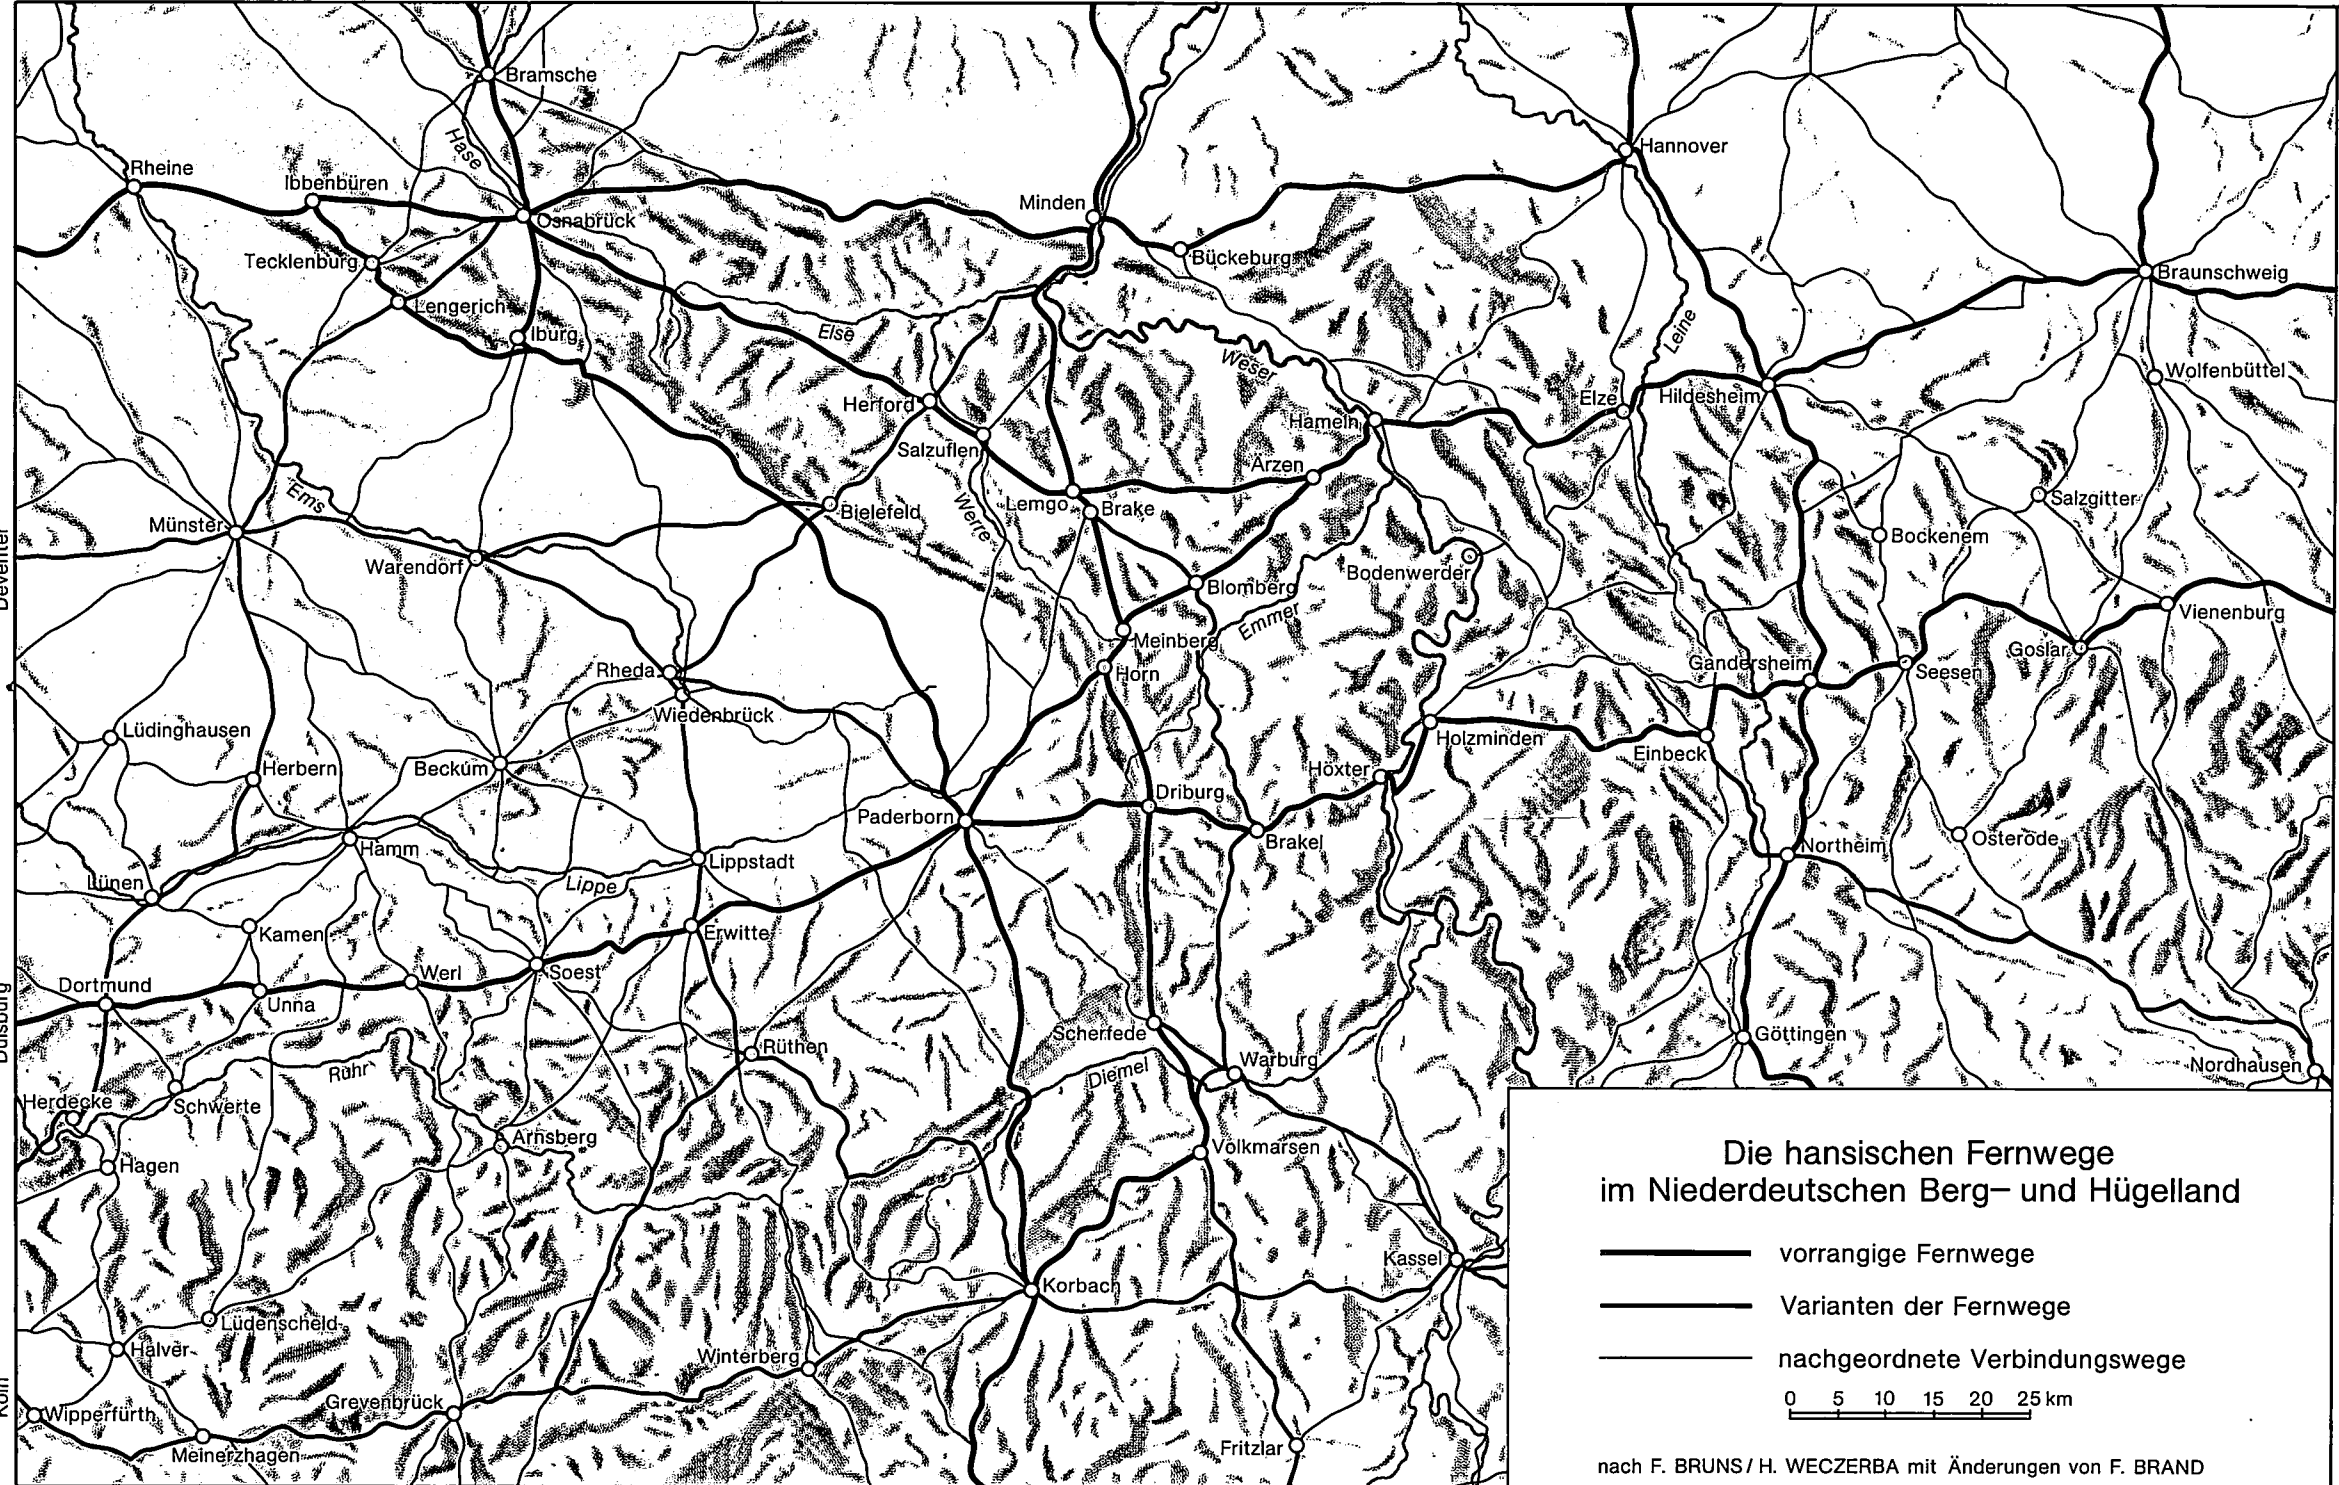 Bramsche
Hase
Rheine
Ibbenbüren
Osnabrück
Tecklenburg
Lengerich
Iburg
Minden
Bückeburg
Hannover
Braunschweig
Else
Weser
Leine
Wolfenbüttel
Herford
Salzuflen
Hameln
Elze
Hildesheim
Ärzen
Ems
Münster
Deventer
Werre
Lemgo
Brake
Bielefeld
Salzgitter
Bockenem
Warendorf
Bodenwerder
Blomberg
Emmer
Vienenburg
Meinberg
Horn
Goslar
Gandersheim
Seesen
Rheda
Wiedenbrück
Lüdinghausen
Herbern
Beckum
Holzminden
Einbeck
Höxter
Driburg
Paderborn
Brakel
Osterode
Northeim
Hamm
Lippstadt
Lippe
Lünen
Kamen
Erwitte
Werl
Soest
Dortmund
Unna
Duisburg
Scherfede
Göttingen
Rüthen
Warburg
Diemel
Nordhausen
Ruhr
Herdecke
Schwerte
Arnsberg
Volkmarsen
Hagen
Kassel
Korbach
Lüdenscheid
Halver
Winterberg
Köln
Grevenbrück
Wipperfürth
Meinerzhagen
Fritzlar
Die hansischen Fernwege
im Niederdeutschen Berg– und Hügelland
vorrangige Fernwege
Varianten der Fernwege
nachgeordnete Verbindungswege
0 5 10 15 20 25 km
nach F. BRUNS / H. WECZERBA mit Änderungen von F. BRAND